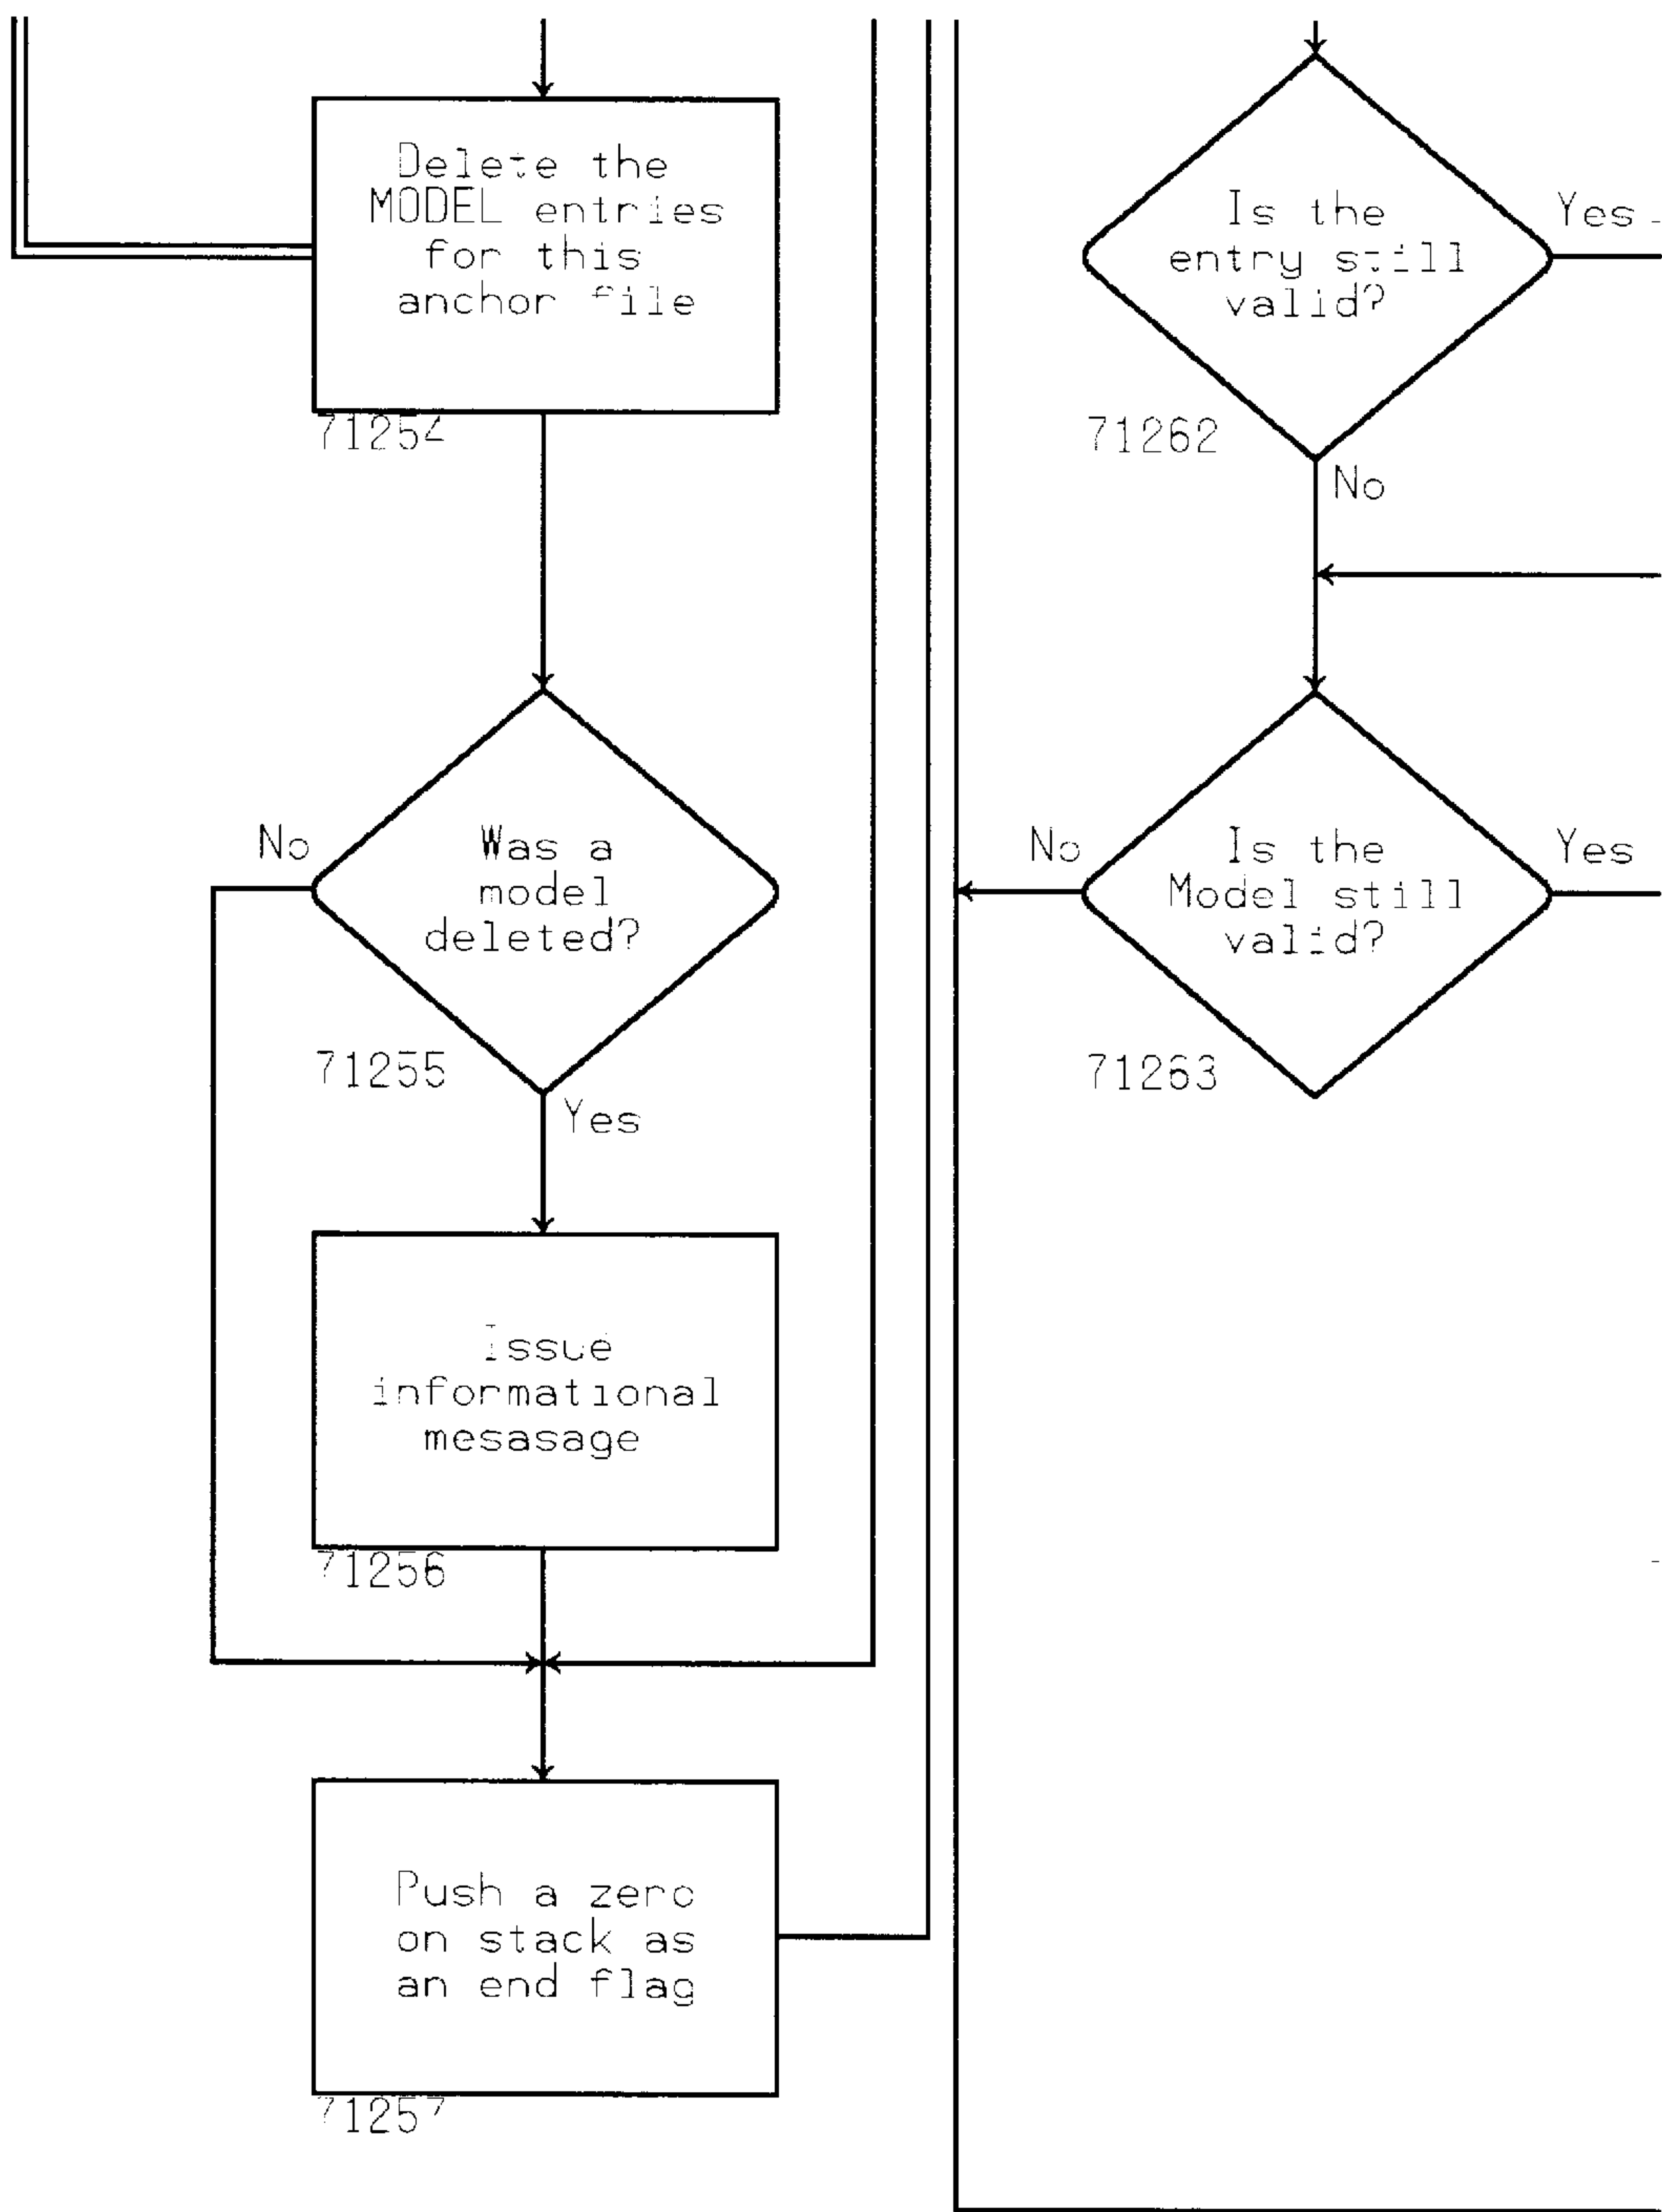 Delete the
MODEL entries
for this
anchor file
71254
No
Was a
model
deleted?
71255
Yes
Issue
informational
mesasage
71256
Push a zero
on stack as
an end flag
71257
Is the
entry still
valid?
Yes
71262
No
No
Is the
Model still
valid?
Yes
71263